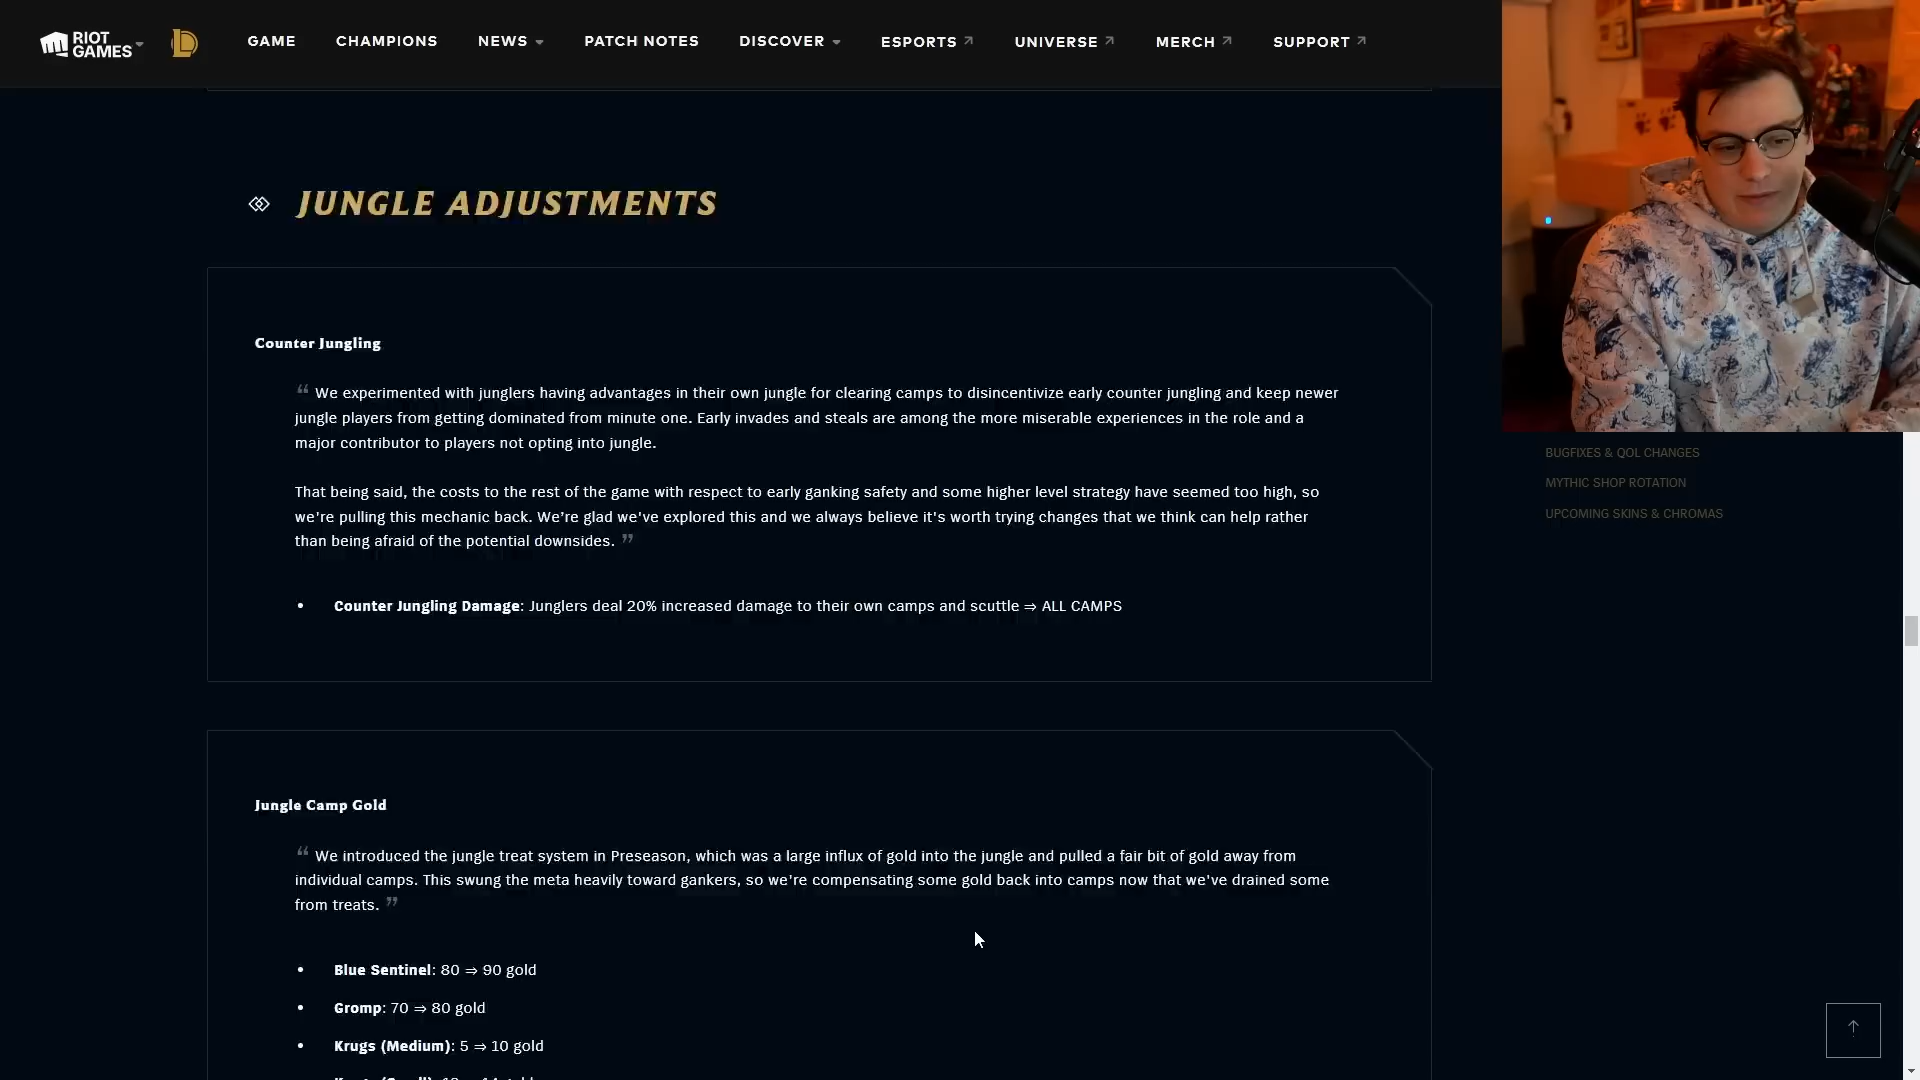 RIOT GAMES
GAME
CHAMPIONS
NEWS
PATCH NOTES
DISCOVER
ESPORTS
UNIVERSE
MERCH
SUPPORT
JUNGLE ADJUSTMENTS
Counter Jungling
“ We experimented with junglers having advantages in their own jungle for clearing camps to disincentivize early counter jungling and keep newer
jungle players from getting dominated from minute one. Early invades and steals are among the more miserable experiences in the role and a
major contributor to players not opting into jungle.
That being said, the costs to the rest of the game with respect to early ganking safety and some higher level strategy have seemed too high, so
we’re pulling this mechanic back. We’re glad we've explored this and we always believe it's worth trying changes that we think can help rather
than being afraid of the potential downsides. ”
• Counter Jungling Damage: Junglers deal 20% increased damage to their own camps and scuttle ⇒ ALL CAMPS
Jungle Camp Gold
“ We introduced the jungle treat system in Preseason, which was a large influx of gold into the jungle and pulled a fair bit of gold away from
individual camps. This swung the meta heavily toward gankers, so we're compensating some gold back into camps now that we've drained some
from treats. ”
• Blue Sentinel: 80 ⇒ 90 gold
• Gromp: 70 ⇒ 80 gold
• Krugs (Medium): 5 ⇒ 10 gold
BUGFIXES & QOL CHANGES
MYTHIC SHOP ROTATION
UPCOMING SKINS & CHROMAS